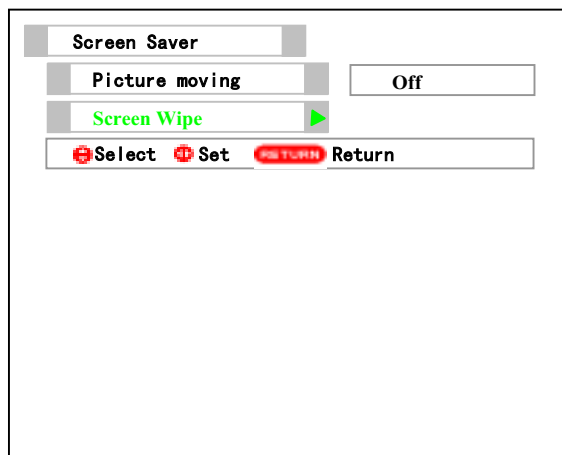 Screen Saver
Picture moving Off
Screen Wipe
Select Set RETURN Return